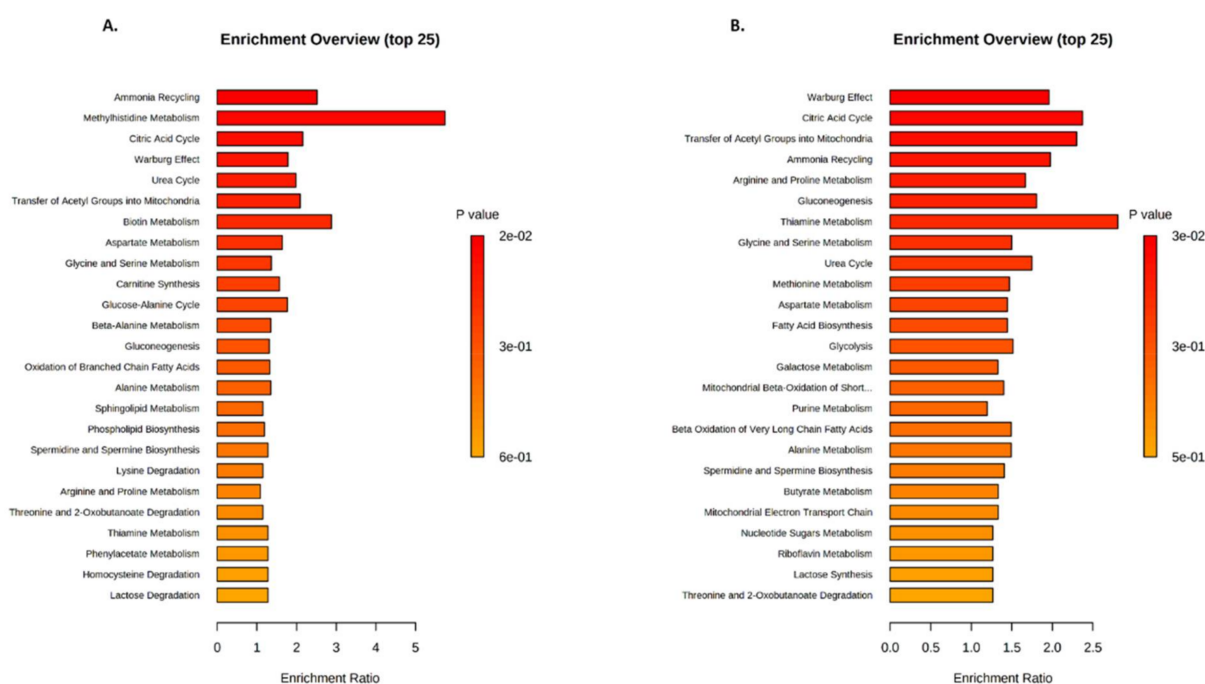 A.
Enrichment Overview (top 25)
Ammonia Recycling
Methylhistidine Metabolism
Citric Acid Cycle
Warburg Effect
Urea Cycle
Transfer of Acetyl Groups into Mitochondria
Biotin Metabolism
Aspartate Metabolism
Glycine and Serine Metabolism
Carnitine Synthesis
Glucose-Alanine Cycle
Beta-Alanine Metabolism
Gluconeogenesis
Oxidation of Branched Chain Fatty Acids
Alanine Metabolism
Sphingolipid Metabolism
Phospholipid Biosynthesis
Spermidine and Spermine Biosynthesis
Lysine Degradation
Arginine and Proline Metabolism
Threonine and 2-Oxobutanoate Degradation
Thiamine Metabolism
Phenylacetate Metabolism
Homocysteine Degradation
Lactose Degradation
0 1 2 3 4 5
Enrichment Ratio
P value
2e-02
3e-01
6e-01
B.
Enrichment Overview (top 25)
Warburg Effect
Citric Acid Cycle
Transfer of Acetyl Groups into Mitochondria
Ammonia Recycling
Arginine and Proline Metabolism
Gluconeogenesis
Thiamine Metabolism
Glycine and Serine Metabolism
Urea Cycle
Methionine Metabolism
Aspartate Metabolism
Fatty Acid Biosynthesis
Glycolysis
Galactose Metabolism
Mitochondrial Beta-Oxidation of Short...
Purine Metabolism
Beta Oxidation of Very Long Chain Fatty Acids
Alanine Metabolism
Spermidine and Spermine Biosynthesis
Butyrate Metabolism
Mitochondrial Electron Transport Chain
Nucleotide Sugars Metabolism
Riboflavin Metabolism
Lactose Synthesis
Threonine and 2-Oxobutanoate Degradation
0.0 0.5 1.0 1.5 2.0 2.5
Enrichment Ratio
P value
3e-02
3e-01
5e-01